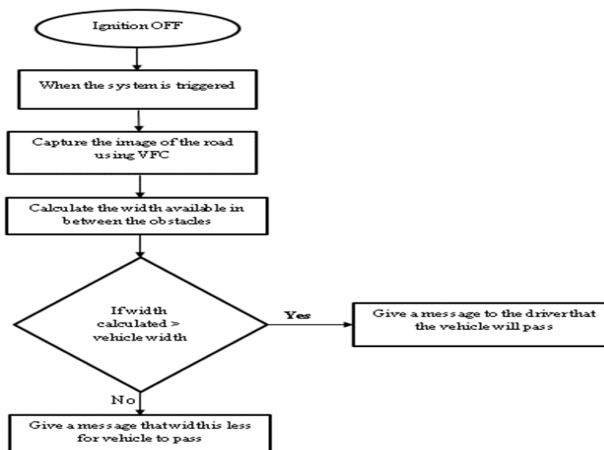 Ignition OFF
When the system is triggered
Capture the image of the road
using VFC
Calculate the width available in
between the obstacles
If width
calculated >
vehicle width
Yes
Give a message to the driver that
the vehicle will pass
No
Give a message that width is less
for vehicle to pass